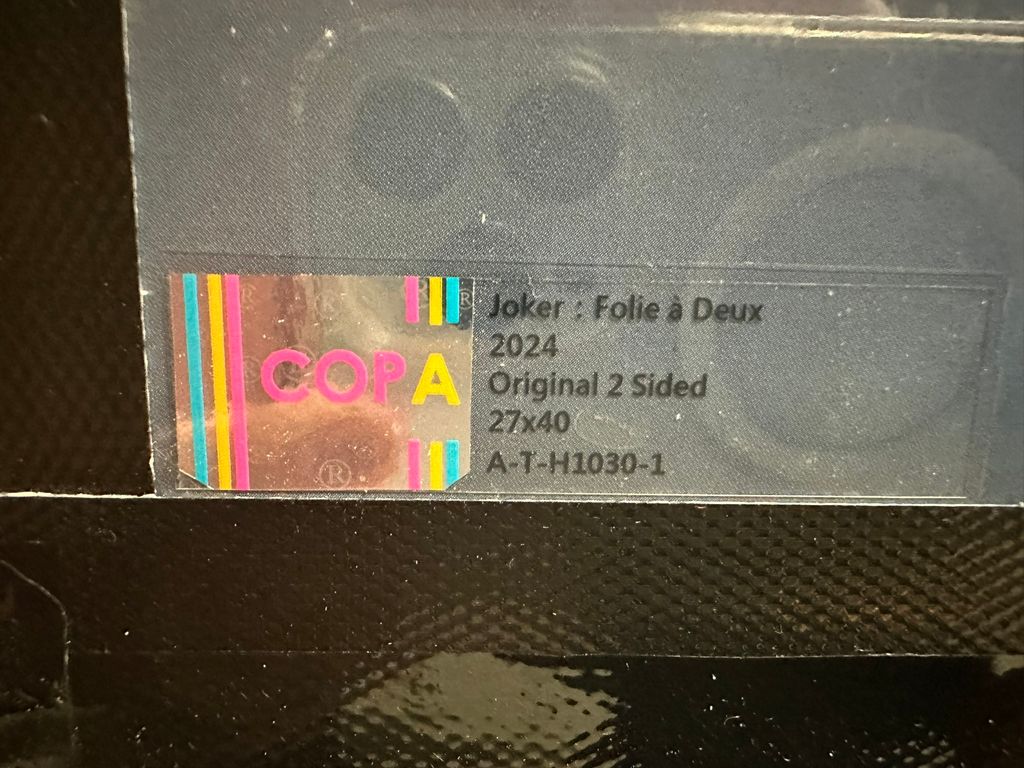 COPA
Joker : Folie à Deux
2024
Original 2 Sided
27x40
A-T-H1030-1
®
®
®
®